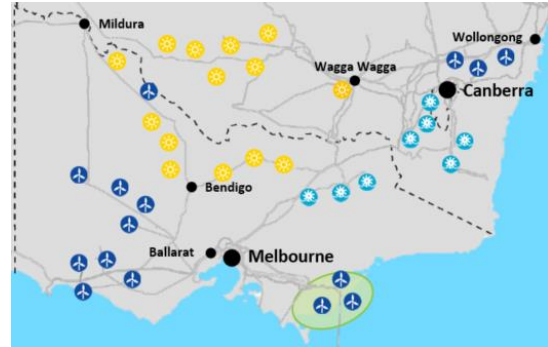 Mildura
Wollongong
Wagga Wagga
Canberra
Bendigo
Ballarat
Melbourne